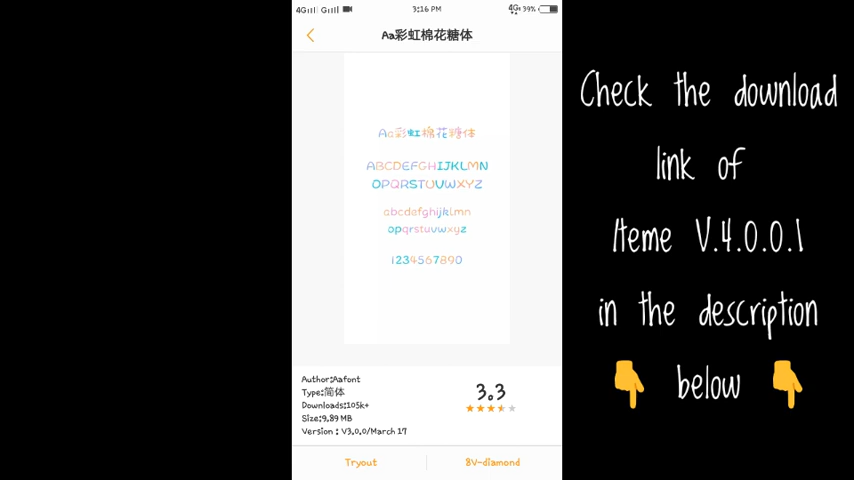 4G G 3:16 PM 4G 39%
Aa彩虹棉花糖体
Aa彩虹棉花糖体
ABCDEFGHIJKLMN
OPQRSTUVWXYZ
abcdefghijklmn
opqrstuvwxyz
1234567890
Author:Aafont
Type:简体
Downloads:105k+
Size:9.89 MB
Version : V3.0.0/March 17
3.3
Tryout
8V-diamond
Check the download
link of
Iteme V.4.0.0.1
in the description
👇 below 👇